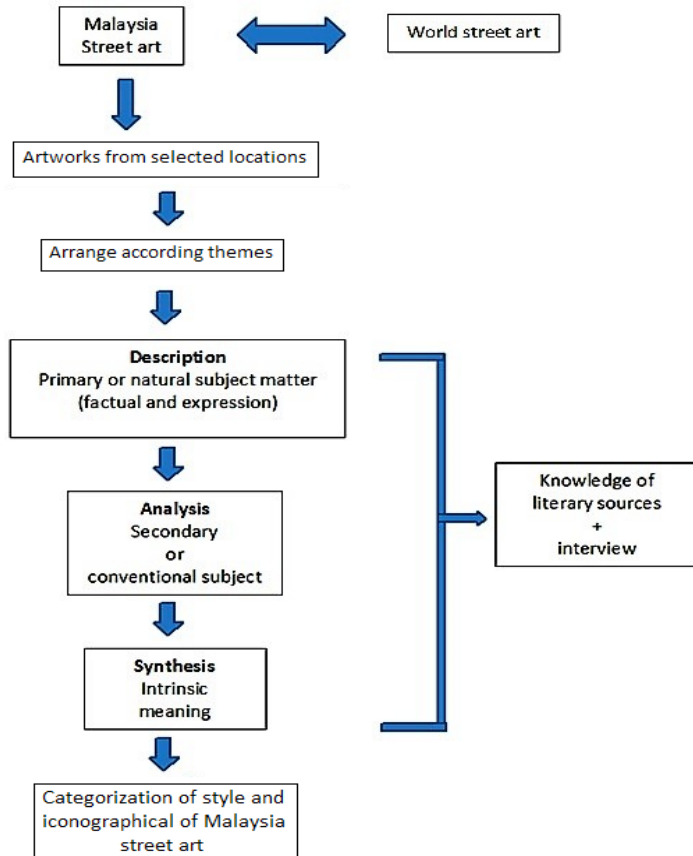 Malaysia
Street art
World street art
Artworks from selected locations
Arrange according themes
Description
Primary or natural subject matter
(factual and expression)
Analysis
Secondary
or
conventional subject
Knowledge of
literary sources
+
interview
Synthesis
Intrinsic
meaning
Categorization of style and
iconographical of Malaysia
street art